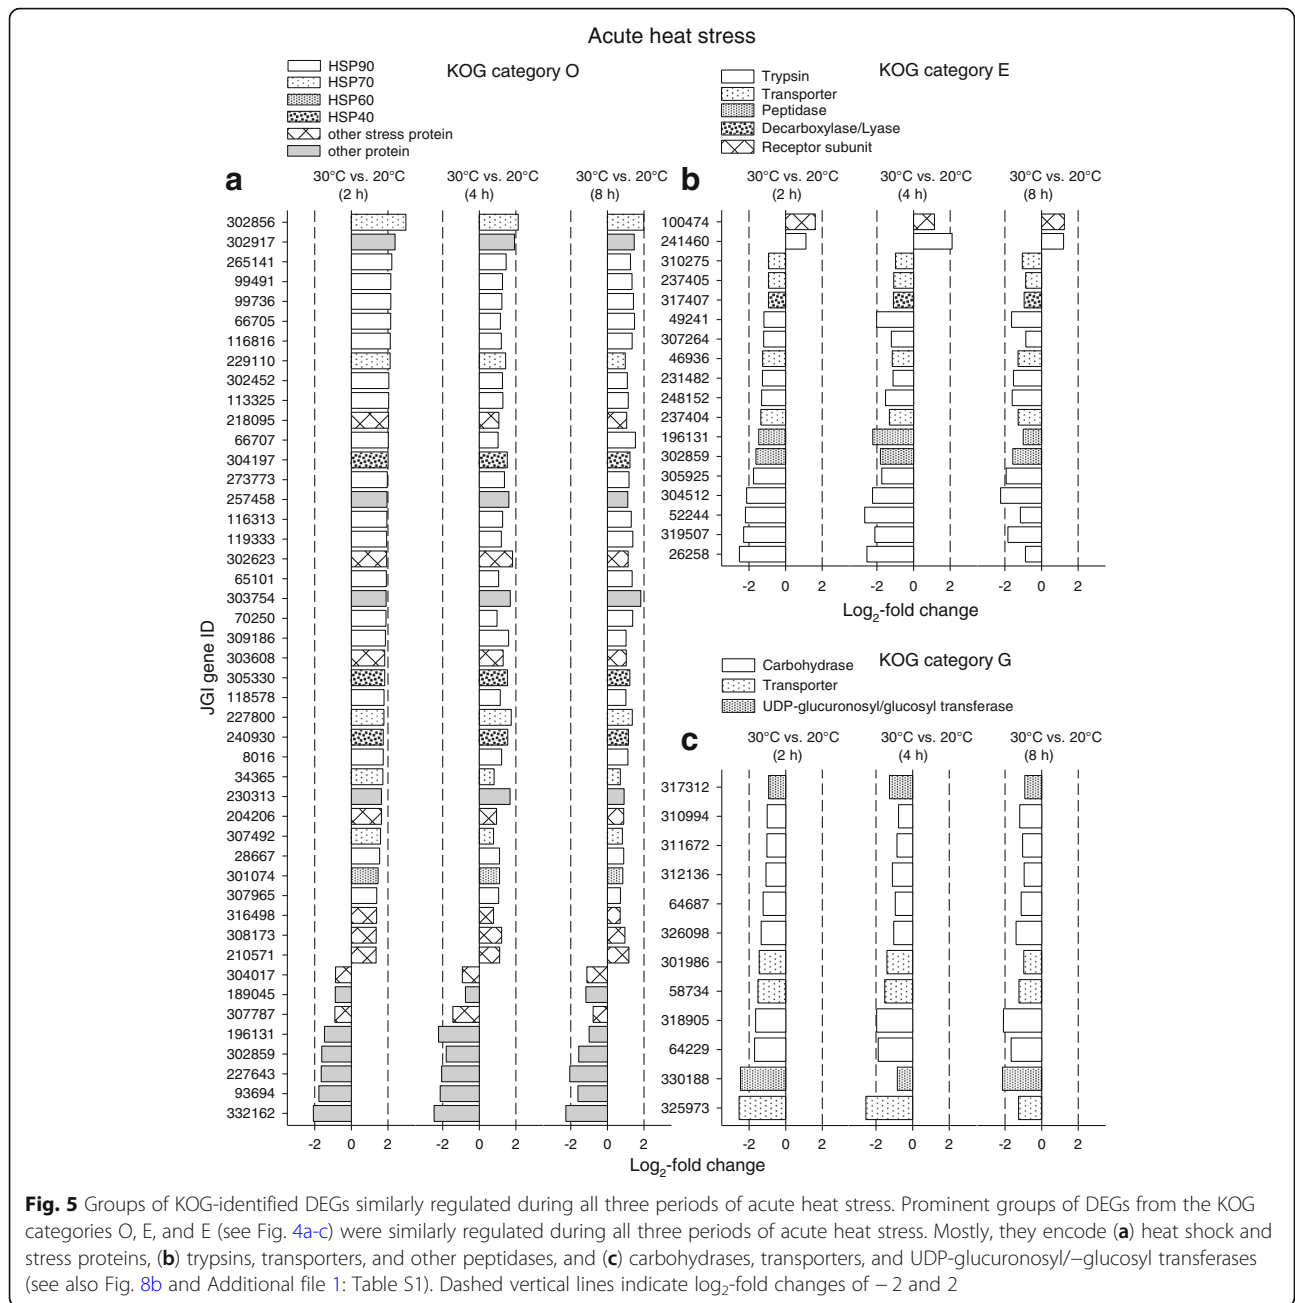 Acute heat stress
KOG category O
HSP90
HSP70
HSP60
HSP40
other stress protein
other protein
a
30°C vs. 20°C
(2 h)
30°C vs. 20°C
(4 h)
30°C vs. 20°C
(8 h)
JGI gene ID
302856
302917
265141
99491
99736
66705
116816
229110
302452
113325
218095
66707
304197
273773
257458
116313
119333
302623
65101
303754
70250
309186
303608
305330
118578
227800
240930
8016
34365
230313
204206
307492
28667
301074
307965
316498
308173
210571
304017
189045
307787
196131
302859
227643
93694
332162
-2 0 2 -2 0 2 -2 0 2
Log2-fold change
KOG category E
Trypsin
Transporter
Peptidase
Decarboxylase/Lyase
Receptor subunit
b
30°C vs. 20°C
(2 h)
30°C vs. 20°C
(4 h)
30°C vs. 20°C
(8 h)
100474
241460
310275
237405
317407
49241
307264
46936
231482
248152
237404
196131
302859
305925
304512
52244
319507
26258
-2 0 2 -2 0 2 -2 0 2
Log2-fold change
KOG category G
Carbohydrase
Transporter
UDP-glucuronosyl/glucosyl transferase
c
30°C vs. 20°C
(2 h)
30°C vs. 20°C
(4 h)
30°C vs. 20°C
(8 h)
317312
310994
311672
312136
64687
326098
301986
58734
318905
64229
330188
325973
-2 0 2 -2 0 2 -2 0 2
Fig. 5 Groups of KOG-identified DEGs similarly regulated during all three periods of acute heat stress. Prominent groups of DEGs from the KOG
categories O, E, and E (see Fig. 4a-c) were similarly regulated during all three periods of acute heat stress. Mostly, they encode (a) heat shock and
stress proteins, (b) trypsins, transporters, and other peptidases, and (c) carbohydrases, transporters, and UDP-glucuronosyl/−glucosyl transferases
(see also Fig. 8b and Additional file 1: Table S1). Dashed vertical lines indicate log2-fold changes of − 2 and 2